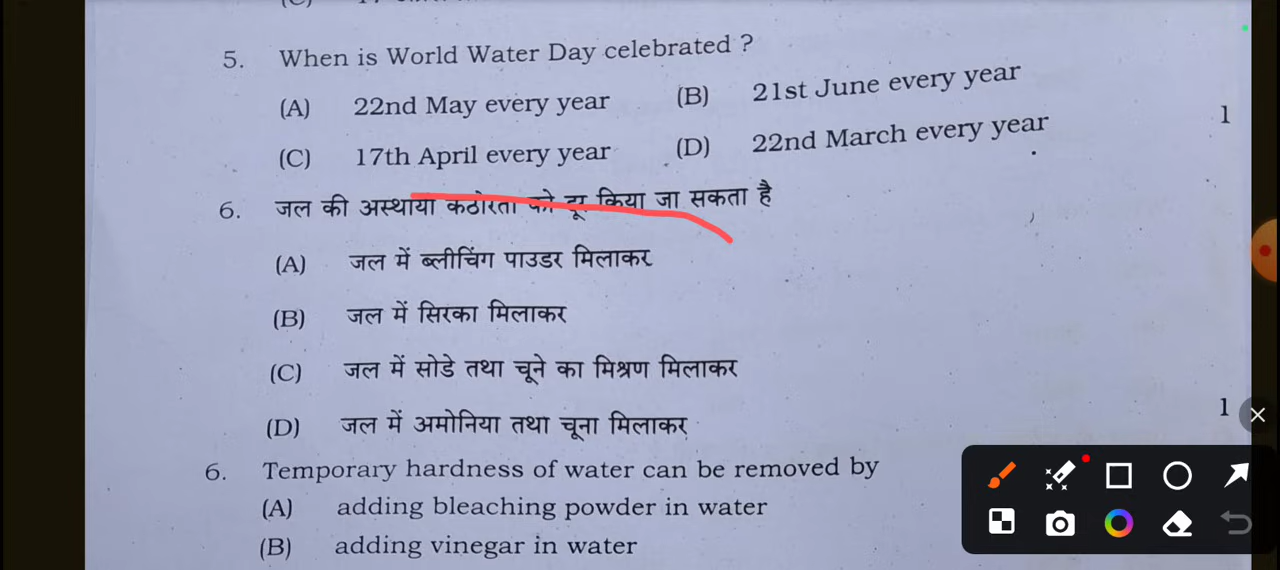 5. When is World Water Day celebrated ?
(A) 22nd May every year (B) 21st June every year
(C) 17th April every year (D) 22nd March every year 1
6. जल की अस्थायी कठोरता को दूर किया जा सकता है
(A) जल में ब्लीचिंग पाउडर मिलाकर
(B) जल में सिरका मिलाकर
(C) जल में सोडे तथा चूने का मिश्रण मिलाकर
(D) जल में अमोनिया तथा चूना मिलाकर 1
6. Temporary hardness of water can be removed by
(A) adding bleaching powder in water
(B) adding vinegar in water